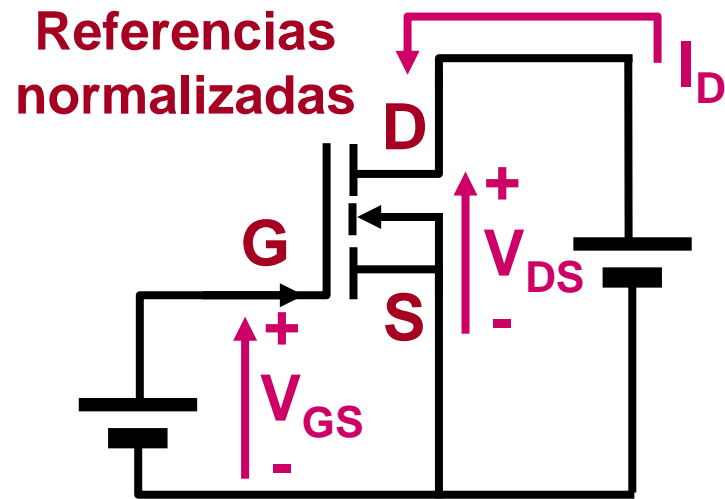 Referencias
normalizadas
I_D
D
+
G
V_DS
S
-
+
V_GS
-